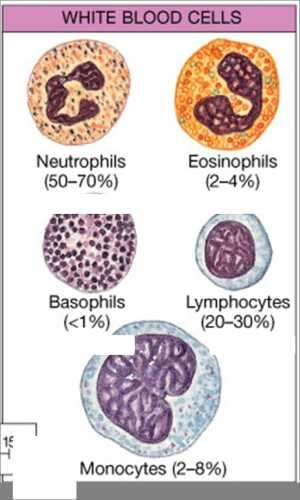 WHITE BLOOD CELLS
Neutrophils
(50–70%)
Eosinophils
(2–4%)
Basophils
(<1%)
Lymphocytes
(20–30%)
Monocytes (2–8%)